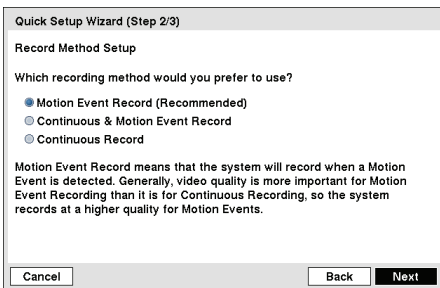 Quick Setup Wizard (Step 2/3)
Record Method Setup
Which recording method would you prefer to use?
Motion Event Record (Recommended)
Continuous & Motion Event Record
Continuous Record
Motion Event Record means that the system will record when a Motion
Event is detected. Generally, video quality is more important for Motion
Event Recording than it is for Continuous Recording, so the system
records at a higher quality for Motion Events.
Cancel Back Next